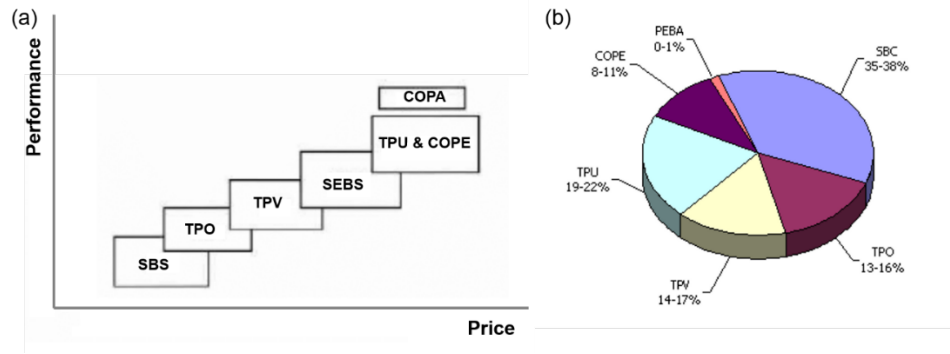 (a)
Performance
COPA
TPU & COPE
SEBS
TPV
TPO
SBS
Price
(b)
PEBA
0-1%
COPE
8-11%
SBC
35-38%
TPU
19-22%
TPO
13-16%
TPV
14-17%